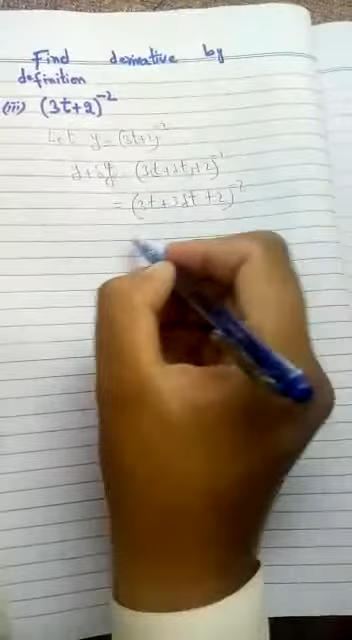 Find derivative by
definition
(iii) (3t+2)⁻²
Let y = (3t+2)⁻²
y+δy = (3t+δt+2)⁻²
= (3t+3δt+2)⁻²